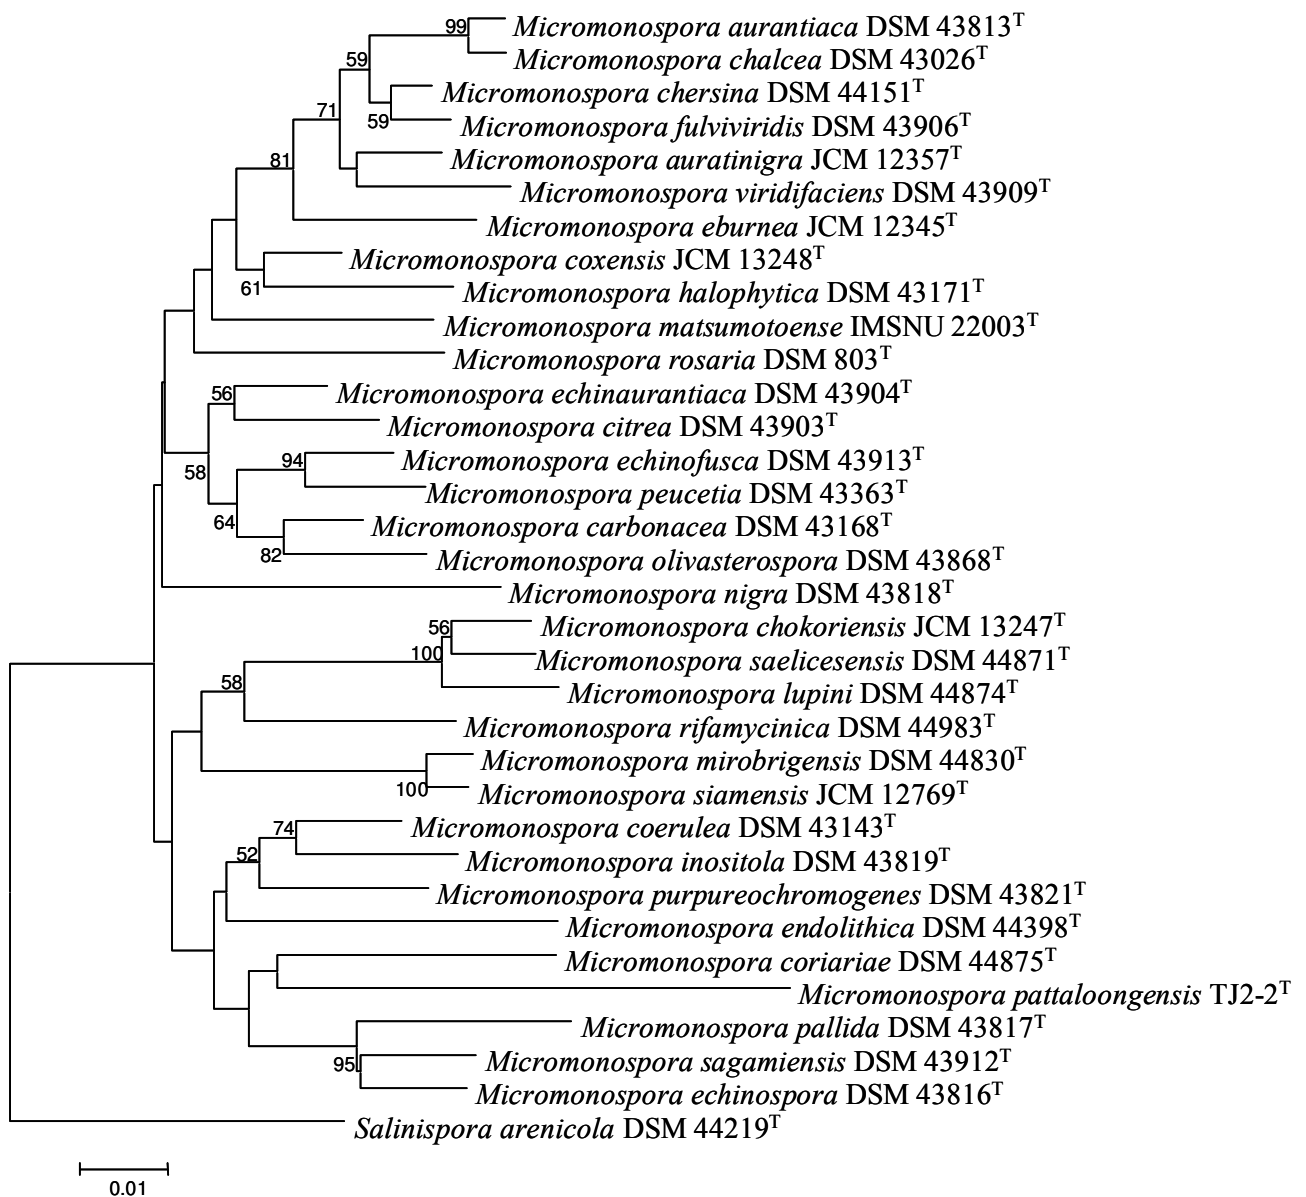 99
Micromonospora aurantiaca DSM 43813T
Micromonospora chalcea DSM 43026T
59
Micromonospora chersina DSM 44151T
59
Micromonospora fulviviridis DSM 43906T
71
Micromonospora auratinigra JCM 12357T
81
Micromonospora viridifaciens DSM 43909T
Micromonospora eburnea JCM 12345T
Micromonospora coxensis JCM 13248T
61
Micromonospora halophytica DSM 43171T
Micromonospora matsumotoense IMSNU 22003T
Micromonospora rosaria DSM 803T
56
Micromonospora echinaurantiaca DSM 43904T
Micromonospora citrea DSM 43903T
94
Micromonospora echinofusca DSM 43913T
58
Micromonospora peucetia DSM 43363T
64
Micromonospora carbonacea DSM 43168T
82
Micromonospora olivasterospora DSM 43868T
Micromonospora nigra DSM 43818T
56
Micromonospora chokoriensis JCM 13247T
100
Micromonospora saelicesensis DSM 44871T
58
Micromonospora lupini DSM 44874T
Micromonospora rifamycinica DSM 44983T
Micromonospora mirobrigensis DSM 44830T
100
Micromonospora siamensis JCM 12769T
74
Micromonospora coerulea DSM 43143T
52
Micromonospora inositola DSM 43819T
Micromonospora purpureochromogenes DSM 43821T
Micromonospora endolithica DSM 44398T
Micromonospora coriariae DSM 44875T
Micromonospora pattaloongensis TJ2-2T
Micromonospora pallida DSM 43817T
95
Micromonospora sagamiensis DSM 43912T
Micromonospora echinospora DSM 43816T
Salinispora arenicola DSM 44219T
0.01